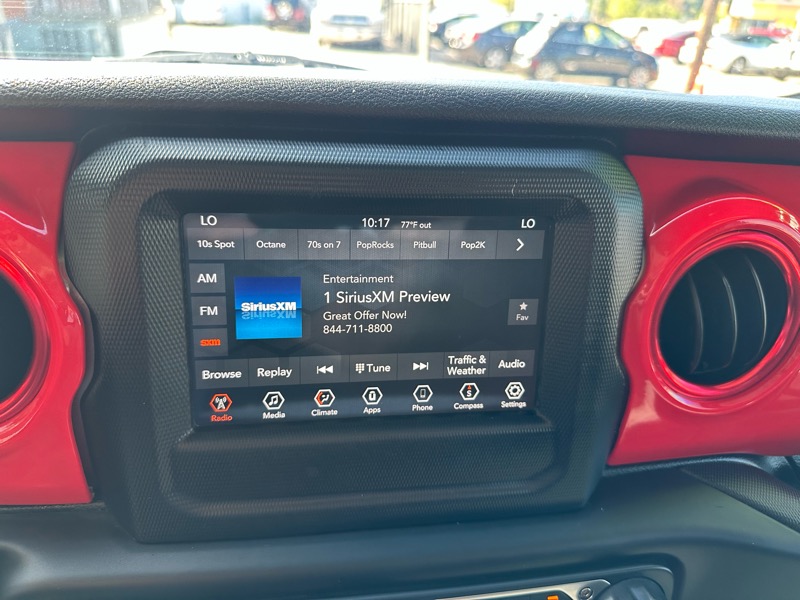 LO 10:17 77°F out LO
10s Spot Octane 70s on 7 PopRocks Pitbull Pop2K
AM
FM
SXM1
SiriusXM
Entertainment
1 SiriusXM Preview
Great Offer Now!
844-711-8800
Fav
Browse Replay Tune Traffic & Weather Audio
Radio Media Climate Apps Phone S Compass Settings